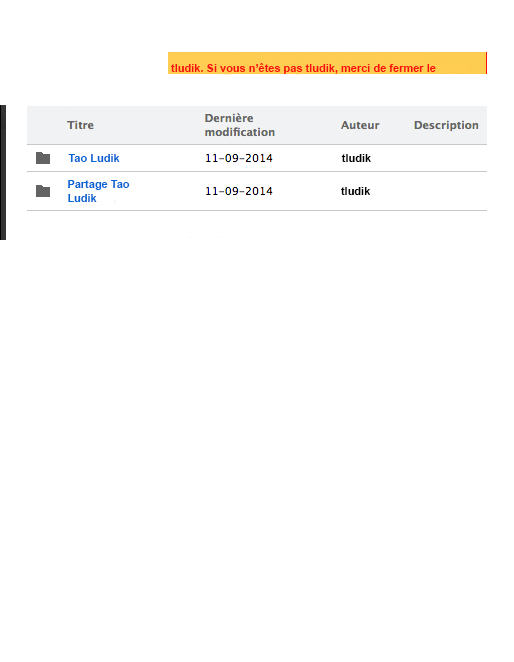 tludik. Si vous n'êtes pas tludik, merci de fermer le
Titre Dernière modification Auteur Description
Tao Ludik 11-09-2014 tludik
Partage Tao Ludik 11-09-2014 tludik